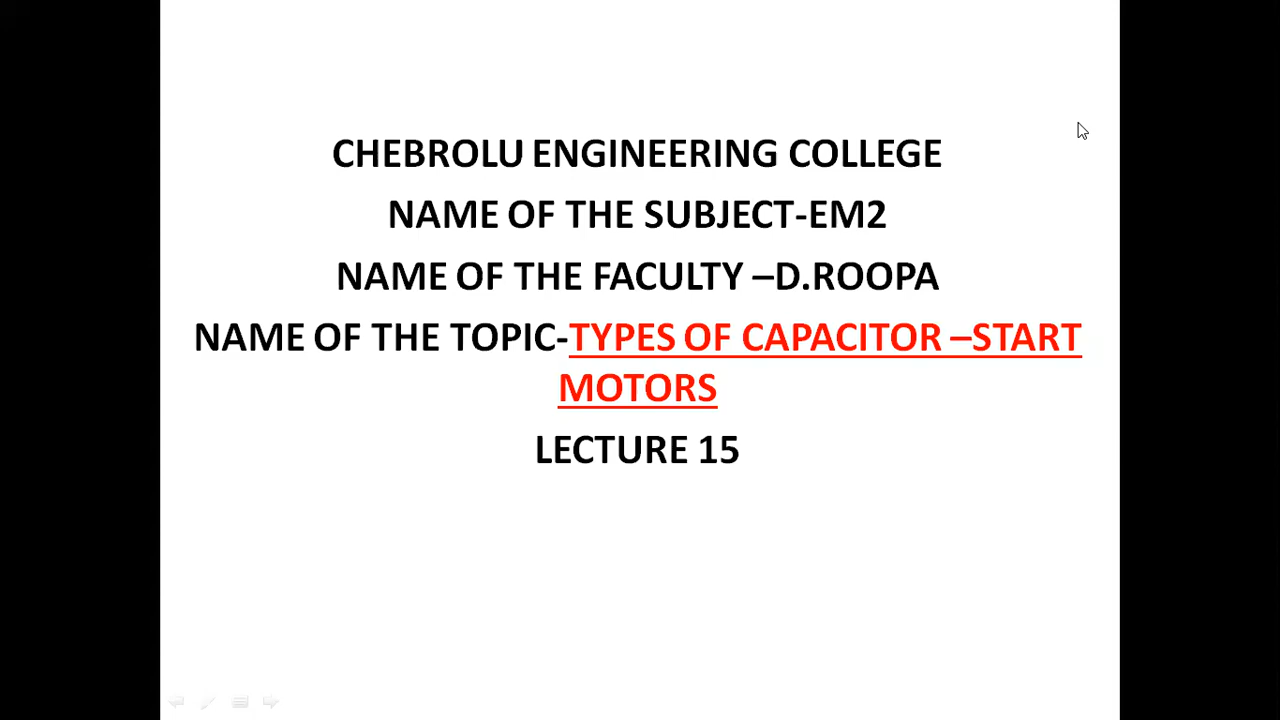 CHEBROLU ENGINEERING COLLEGE
NAME OF THE SUBJECT-EM2
NAME OF THE FACULTY –D.ROOPA
NAME OF THE TOPIC-TYPES OF CAPACITOR –START
MOTORS
LECTURE 15